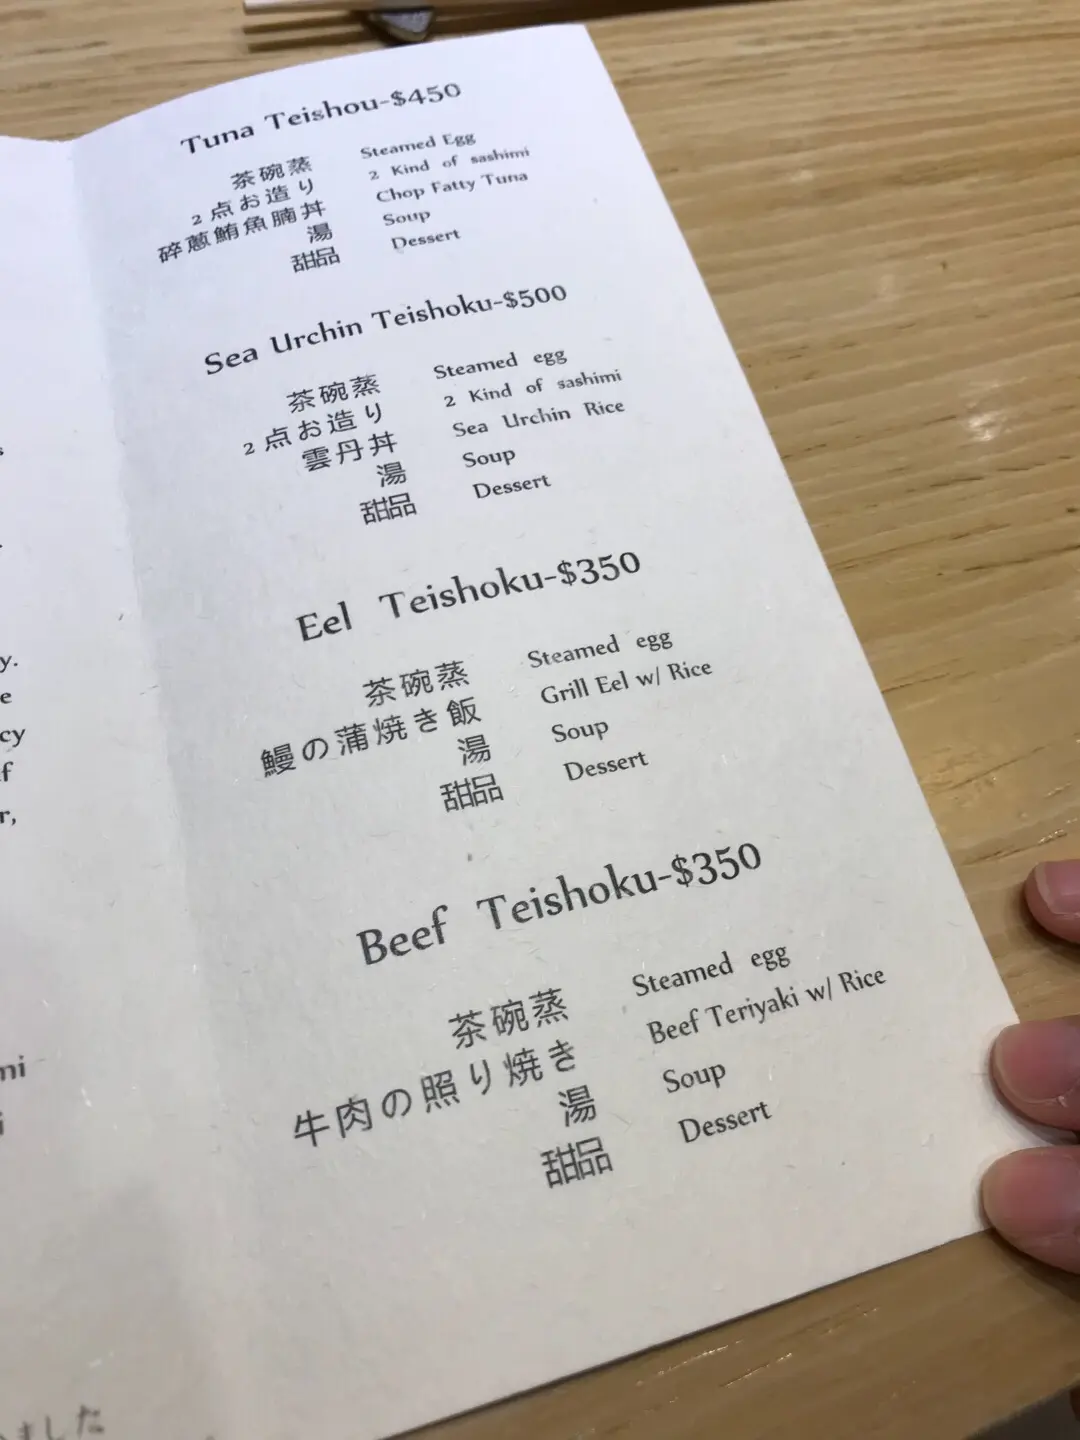 Tuna Teishou-$450
茶碗蒸 Steamed Egg
2点お造り 2 Kind of sashimi
碎蔥鮪魚腩丼 Chop Fatty Tuna
湯 Soup
甜品 Dessert
Sea Urchin Teishoku-$500
茶碗蒸 Steamed egg
2点お造り 2 Kind of sashimi
雲丹丼 Sea Urchin Rice
湯 Soup
甜品 Dessert
Eel Teishoku-$350
茶碗蒸 Steamed egg
鰻の蒲焼き飯 Grill Eel w/ Rice
湯 Soup
甜品 Dessert
Beef Teishoku-$350
茶碗蒸 Steamed egg
牛肉の照り焼き Beef Teriyaki w/ Rice
湯 Soup
甜品 Dessert